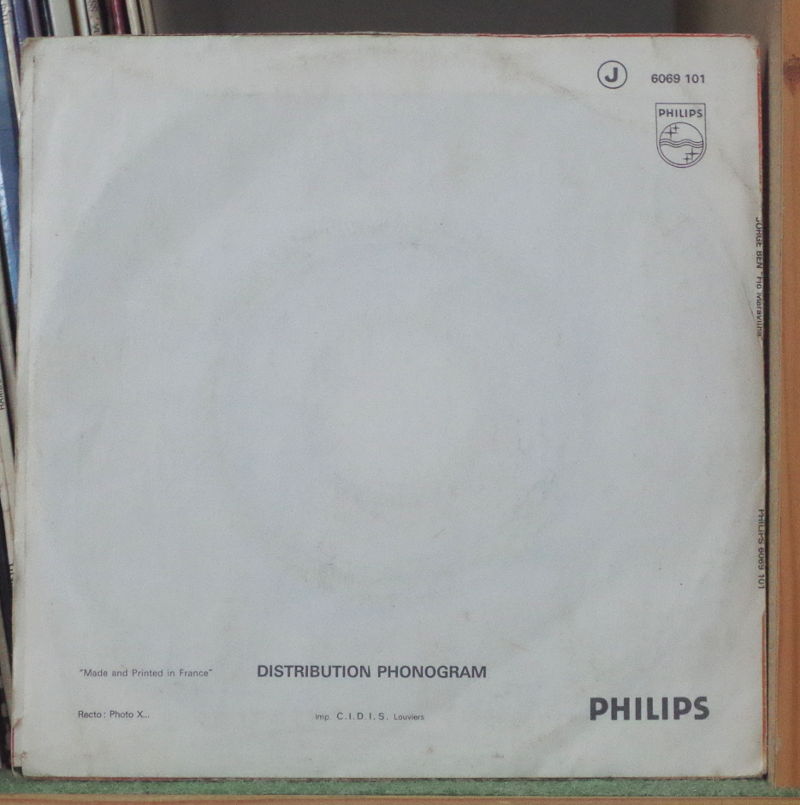 J 6069 101
PHILIPS
JORGE BEN "Fio Maravilha"
PHILIPS 6069 101
"Made and Printed in France" DISTRIBUTION PHONOGRAM
Recto : Photo X... Imp. C.I.D.I.S. Louviers
PHILIPS